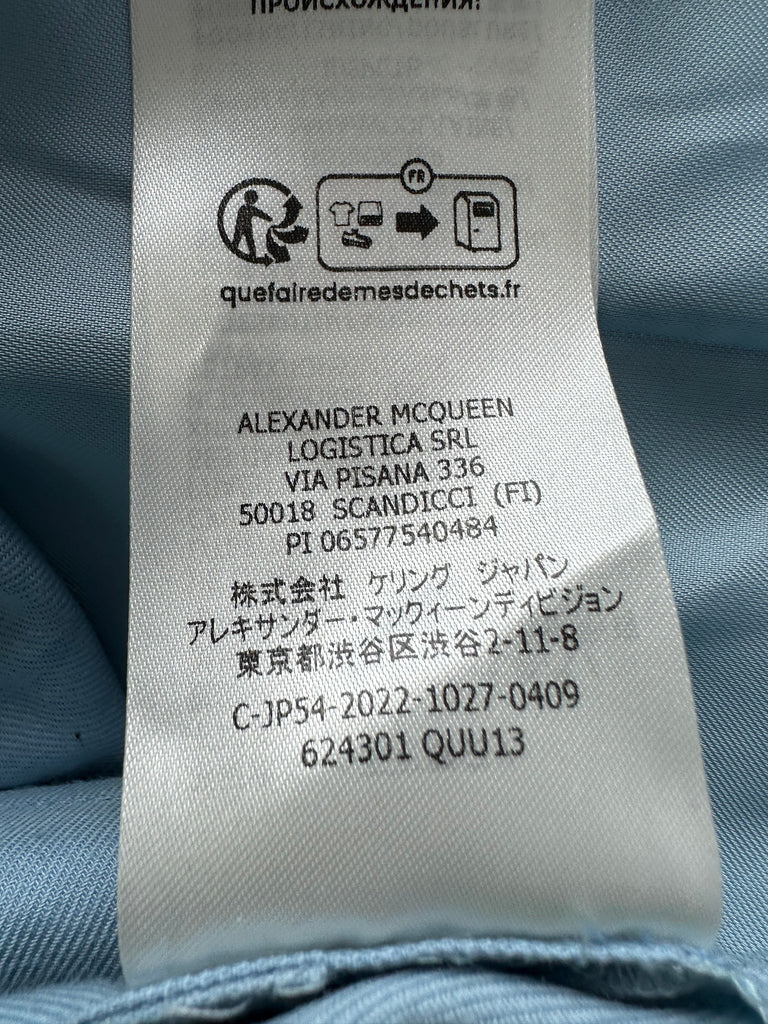 ПРОИСХОЖДЕНИЯ:
FR
quefairedemesdechets.fr
ALEXANDER MCQUEEN
LOGISTICA SRL
VIA PISANA 336
50018 SCANDICCI (FI)
PI 06577540484
株式会社 ケリング ジャパン
アレキサンダー・マックィーンディビジョン
東京都渋谷区渋谷2-11-8
C-JP54-2022-1027-0409
624301 QUU13